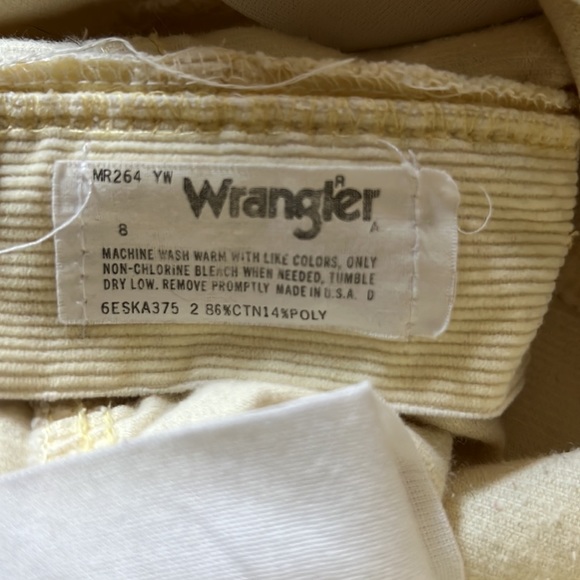 MR264 YW Wrangler R
8 A
MACHINE WASH WARM WITH LIKE COLORS, ONLY
NON-CHLORINE BLEACH WHEN NEEDED, TUMBLE
DRY LOW. REMOVE PROMPTLY MADE IN U.S.A. D
6ESKA375 2 86%CTN14%POLY